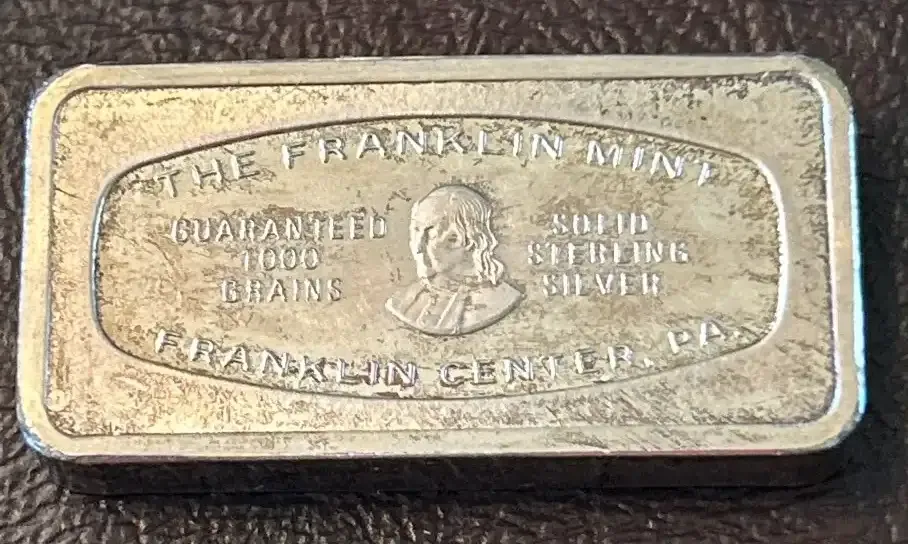 THE FRANKLIN MINT
GUARANTEED
1000
GRAINS
SOLID
STERLING
SILVER
FRANKLIN CENTER, PA.